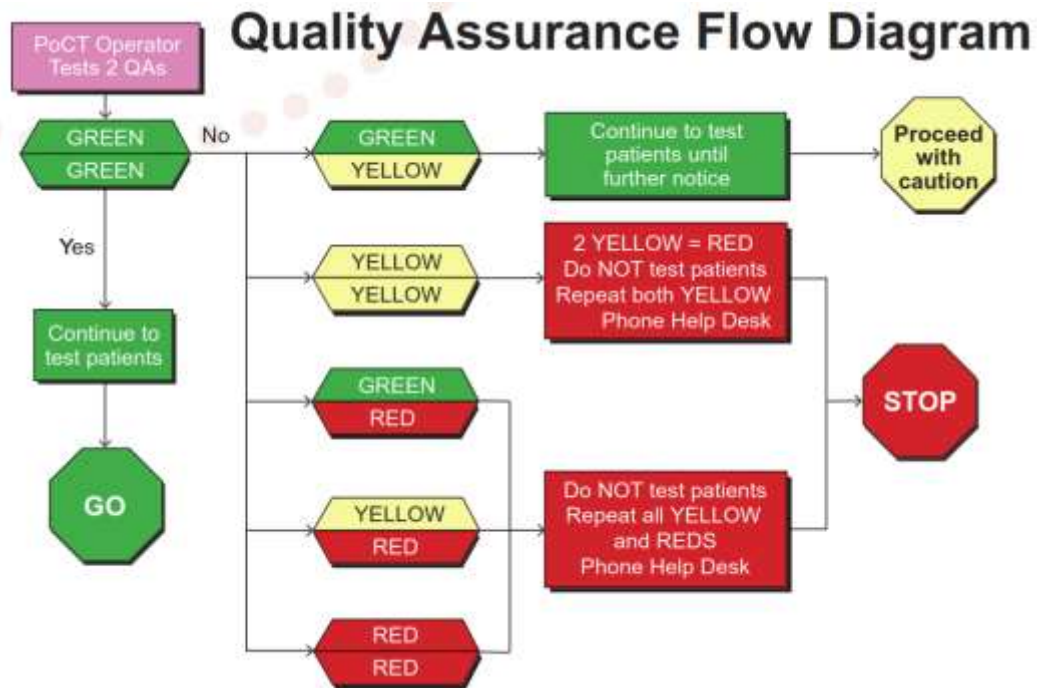 Quality Assurance Flow Diagram
PoCT Operator
Tests 2 QAs
GREEN
GREEN
No
Yes
Continue to
test patients
GO
GREEN
YELLOW
Continue to test
patients until
further notice
Proceed
with
caution
YELLOW
YELLOW
2 YELLOW = RED
Do NOT test patients
Repeat both YELLOW
Phone Help Desk
GREEN
RED
YELLOW
RED
RED
RED
Do NOT test patients
Repeat all YELLOW
and REDS
Phone Help Desk
STOP